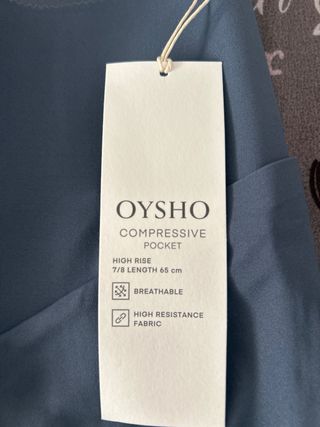 OYSHO
COMPRESSIVE
POCKET
HIGH RISE
7/8 LENGTH 65 cm
BREATHABLE
HIGH RESISTANCE
FABRIC